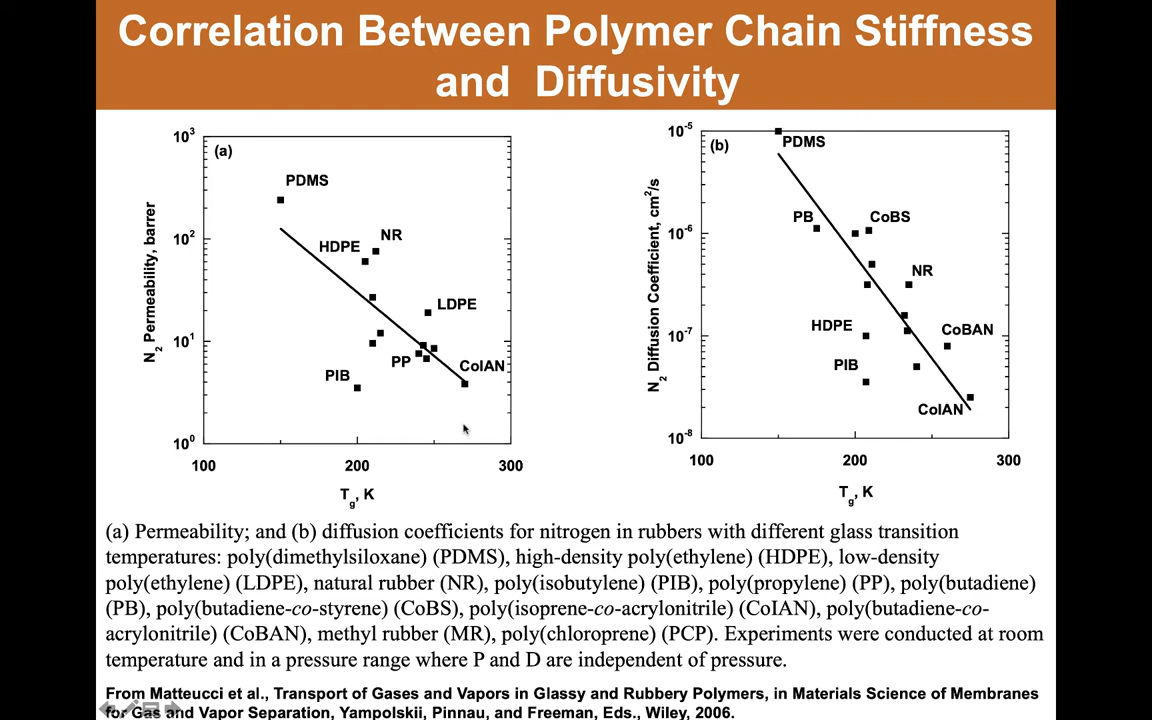 Correlation Between Polymer Chain Stiffness
and Diffusivity
10³
10²
10¹
10⁰
N₂ Permeability, barrer
(a)
PDMS
NR
HDPE
LDPE
PP
PIB
CoIAN
100
200
300
Tg, K
10⁻⁵
10⁻⁶
10⁻⁷
10⁻⁸
N₂ Diffusion Coefficient, cm²/s
(b)
PDMS
PB
CoBS
NR
HDPE
CoBAN
PIB
CoIAN
100
200
300
Tg, K
(a) Permeability; and (b) diffusion coefficients for nitrogen in rubbers with different glass transition
temperatures: poly(dimethylsiloxane) (PDMS), high-density poly(ethylene) (HDPE), low-density
poly(ethylene) (LDPE), natural rubber (NR), poly(isobutylene) (PIB), poly(propylene) (PP), poly(butadiene)
(PB), poly(butadiene-co-styrene) (CoBS), poly(isoprene-co-acrylonitrile) (CoIAN), poly(butadiene-co-
acrylonitrile) (CoBAN), methyl rubber (MR), poly(chloroprene) (PCP). Experiments were conducted at room
temperature and in a pressure range where P and D are independent of pressure.
From Matteucci et al., Transport of Gases and Vapors in Glassy and Rubbery Polymers, in Materials Science of Membranes
for Gas and Vapor Separation, Yampolskii, Pinnau, and Freeman, Eds., Wiley, 2006.